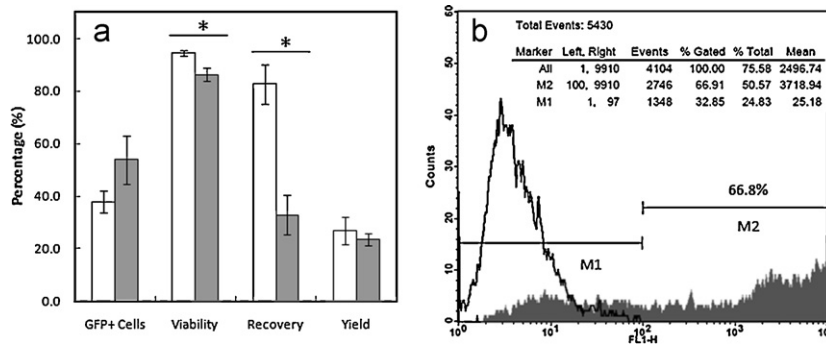 a
*
*
100.0
80.0
60.0
40.0
20.0
0.0
Percentage (%)
GFP+ Cells Viability Recovery Yield
b
Total Events: 5430
Marker Left, Right Events % Gated % Total Mean
All 1, 9910 4104 100.00 75.58 2496.74
M2 100, 9910 2746 66.91 50.57 3718.94
M1 1, 97 1348 32.85 24.83 25.18
66.8%
M2
M1
Counts
60
50
40
30
20
10
0
10⁰ 10¹ 10² 10³
FL1-H